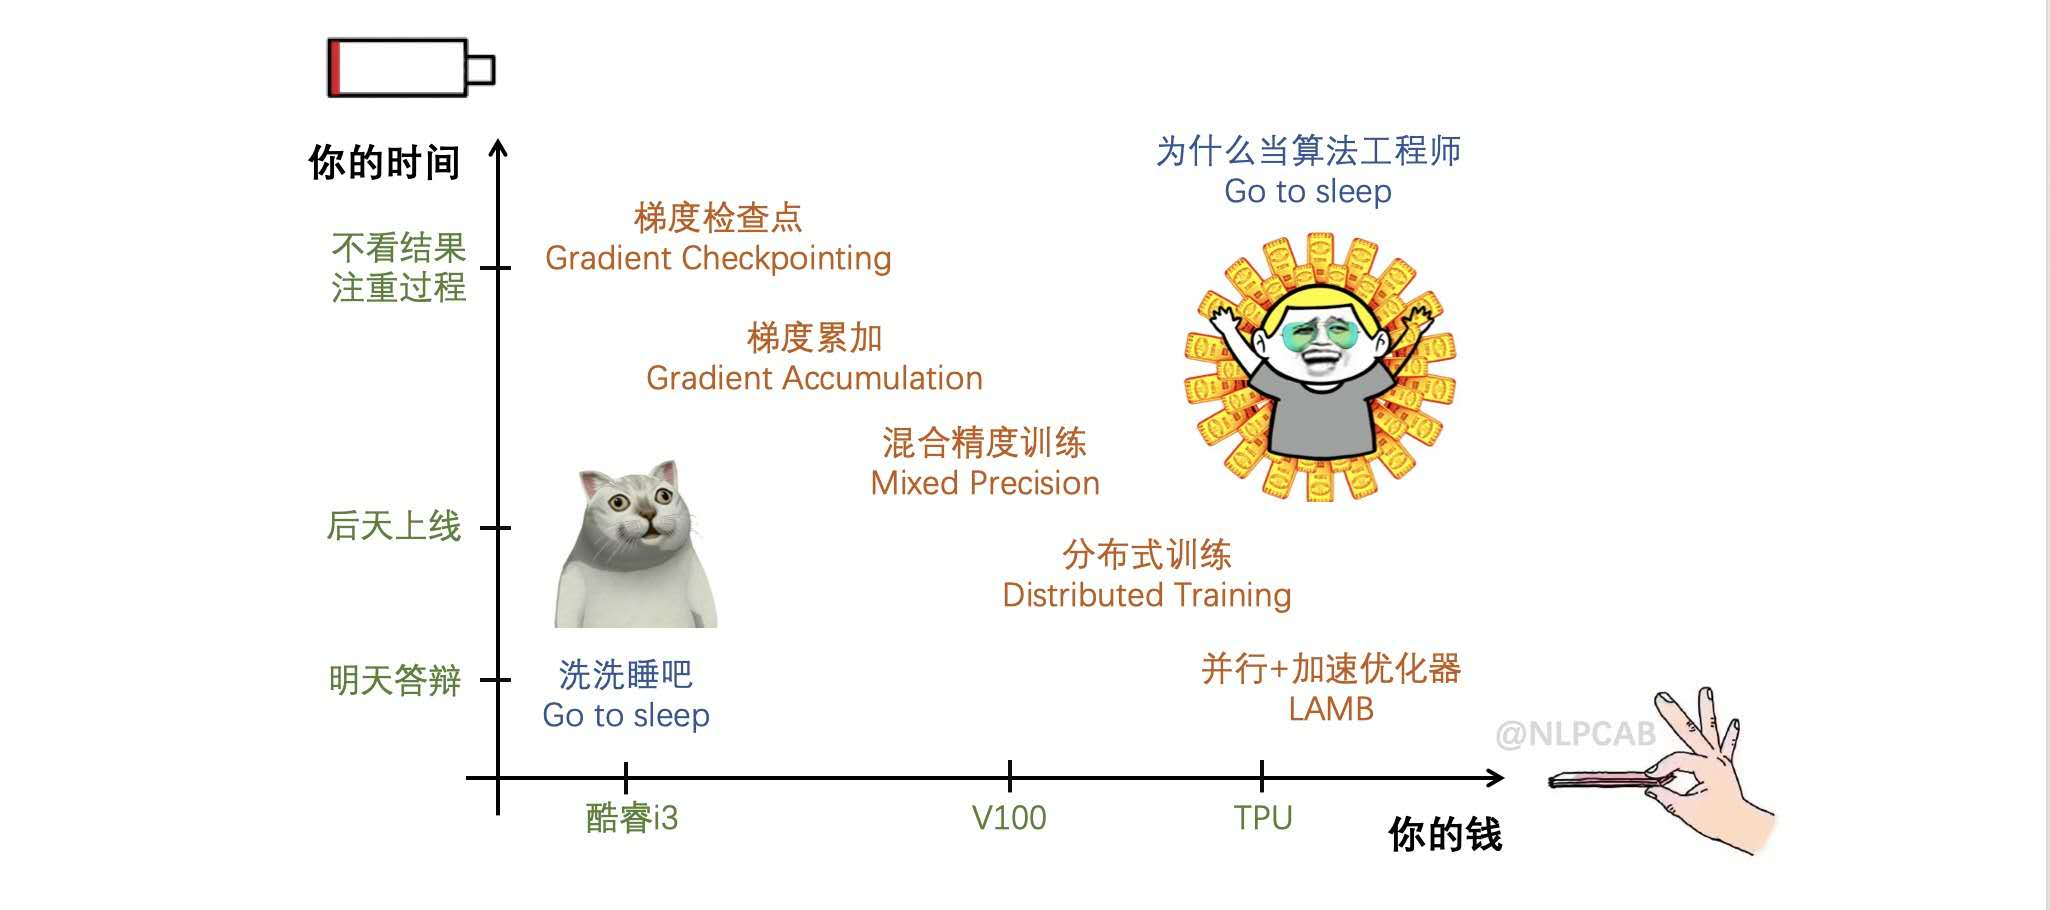 你的时间
为什么当算法工程师
Go to sleep
梯度检查点
Gradient Checkpointing
不看结果
注重过程
梯度累加
Gradient Accumulation
混合精度训练
Mixed Precision
后天上线
分布式训练
Distributed Training
明天答辩
洗洗睡吧
Go to sleep
并行+加速优化器
LAMB
@NLPCAB
酷睿i3
V100
TPU
你的钱